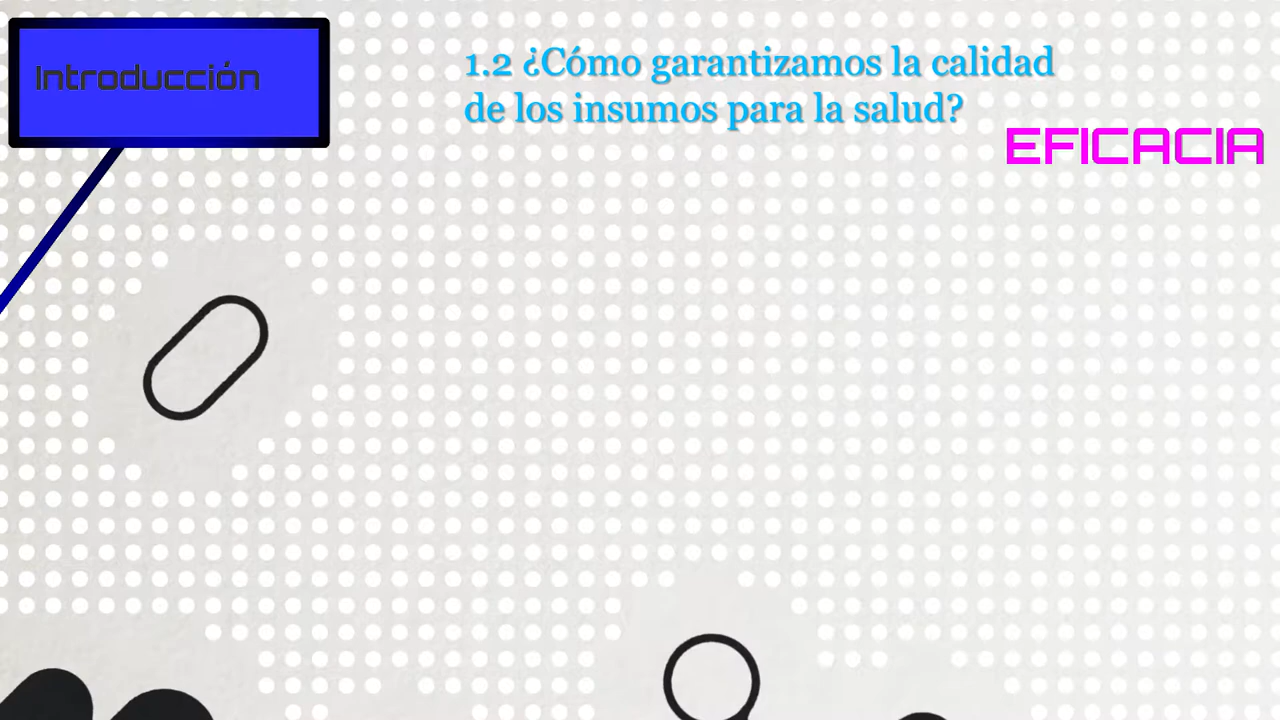 Introducción
1.2 ¿Cómo garantizamos la calidad
de los insumos para la salud?
EFICACIA